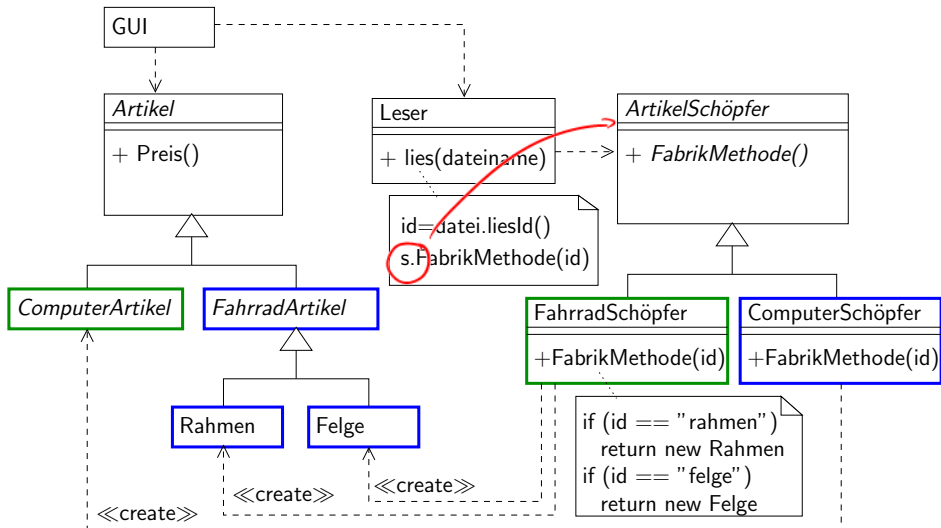 GUI
Artikel
+ Preis()
Leser
+ lies(dateiname)
ArtikelSchöpfer
+ FabrikMethode()
id=datei.liesId()
s.FabrikMethode(id)
ComputerArtikel
FahrradArtikel
FahrradSchöpfer
+FabrikMethode(id)
ComputerSchöpfer
+FabrikMethode(id)
Rahmen
Felge
if (id == "rahmen")
return new Rahmen
if (id == "felge")
return new Felge
≪create≫
≪create≫
≪create≫